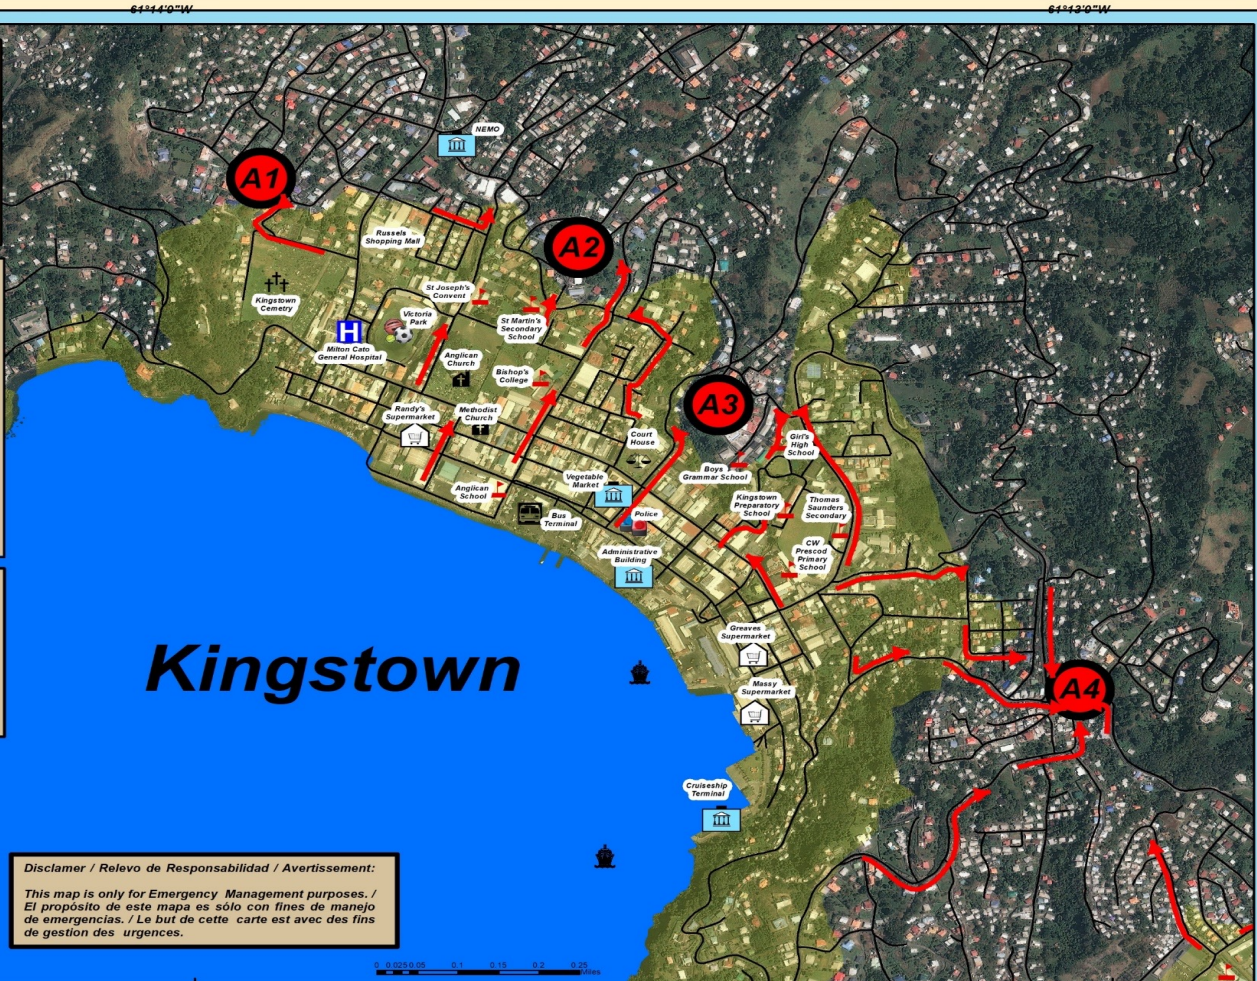 61°14'0"W
61°13'0"W
NEMO
A1
Russels
Shopping Mall
A2
Kingstown
Cemetry
St Joseph's
Convent
Victoria
Park
St Martin's
Secondary
School
H
Milton Cato
General Hospital
Anglican
Church
Bishop's
College
A3
Randy's
Supermarket
Methodist
Church
Court
House
Girl's
High
School
Boys
Grammar School
Vegetable
Market
Anglican
School
Kingstown
Preparatory
School
Thomas
Saunders
Secondary
Bus
Terminal
Police
CW
Prescod
Primary
School
Administrative
Building
Greaves
Supermarket
Kingstown
Massy
Supermarket
A4
Cruiseship
Terminal
Disclamer / Relevo de Responsabilidad / Avertissement:
This map is only for Emergency Management purposes. /
El propósito de este mapa es sólo con fines de manejo
de emergencias. / Le but de cette carte est avec des fins
de gestion des urgences.
0 0.025 0.05 0.1 0.15 0.2 0.25
Miles